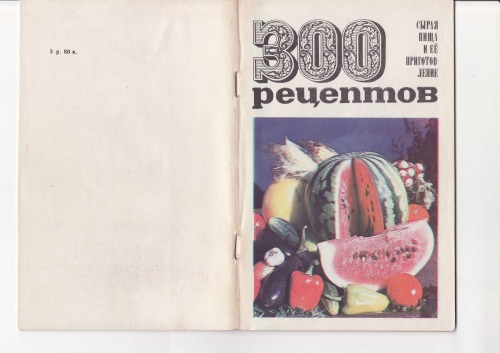 3 р. 80 к.
300
рецептов
СЫРАЯ
ПИЩА
И ЕЁ
ПРИГОТОВ
ЛЕНИЕ